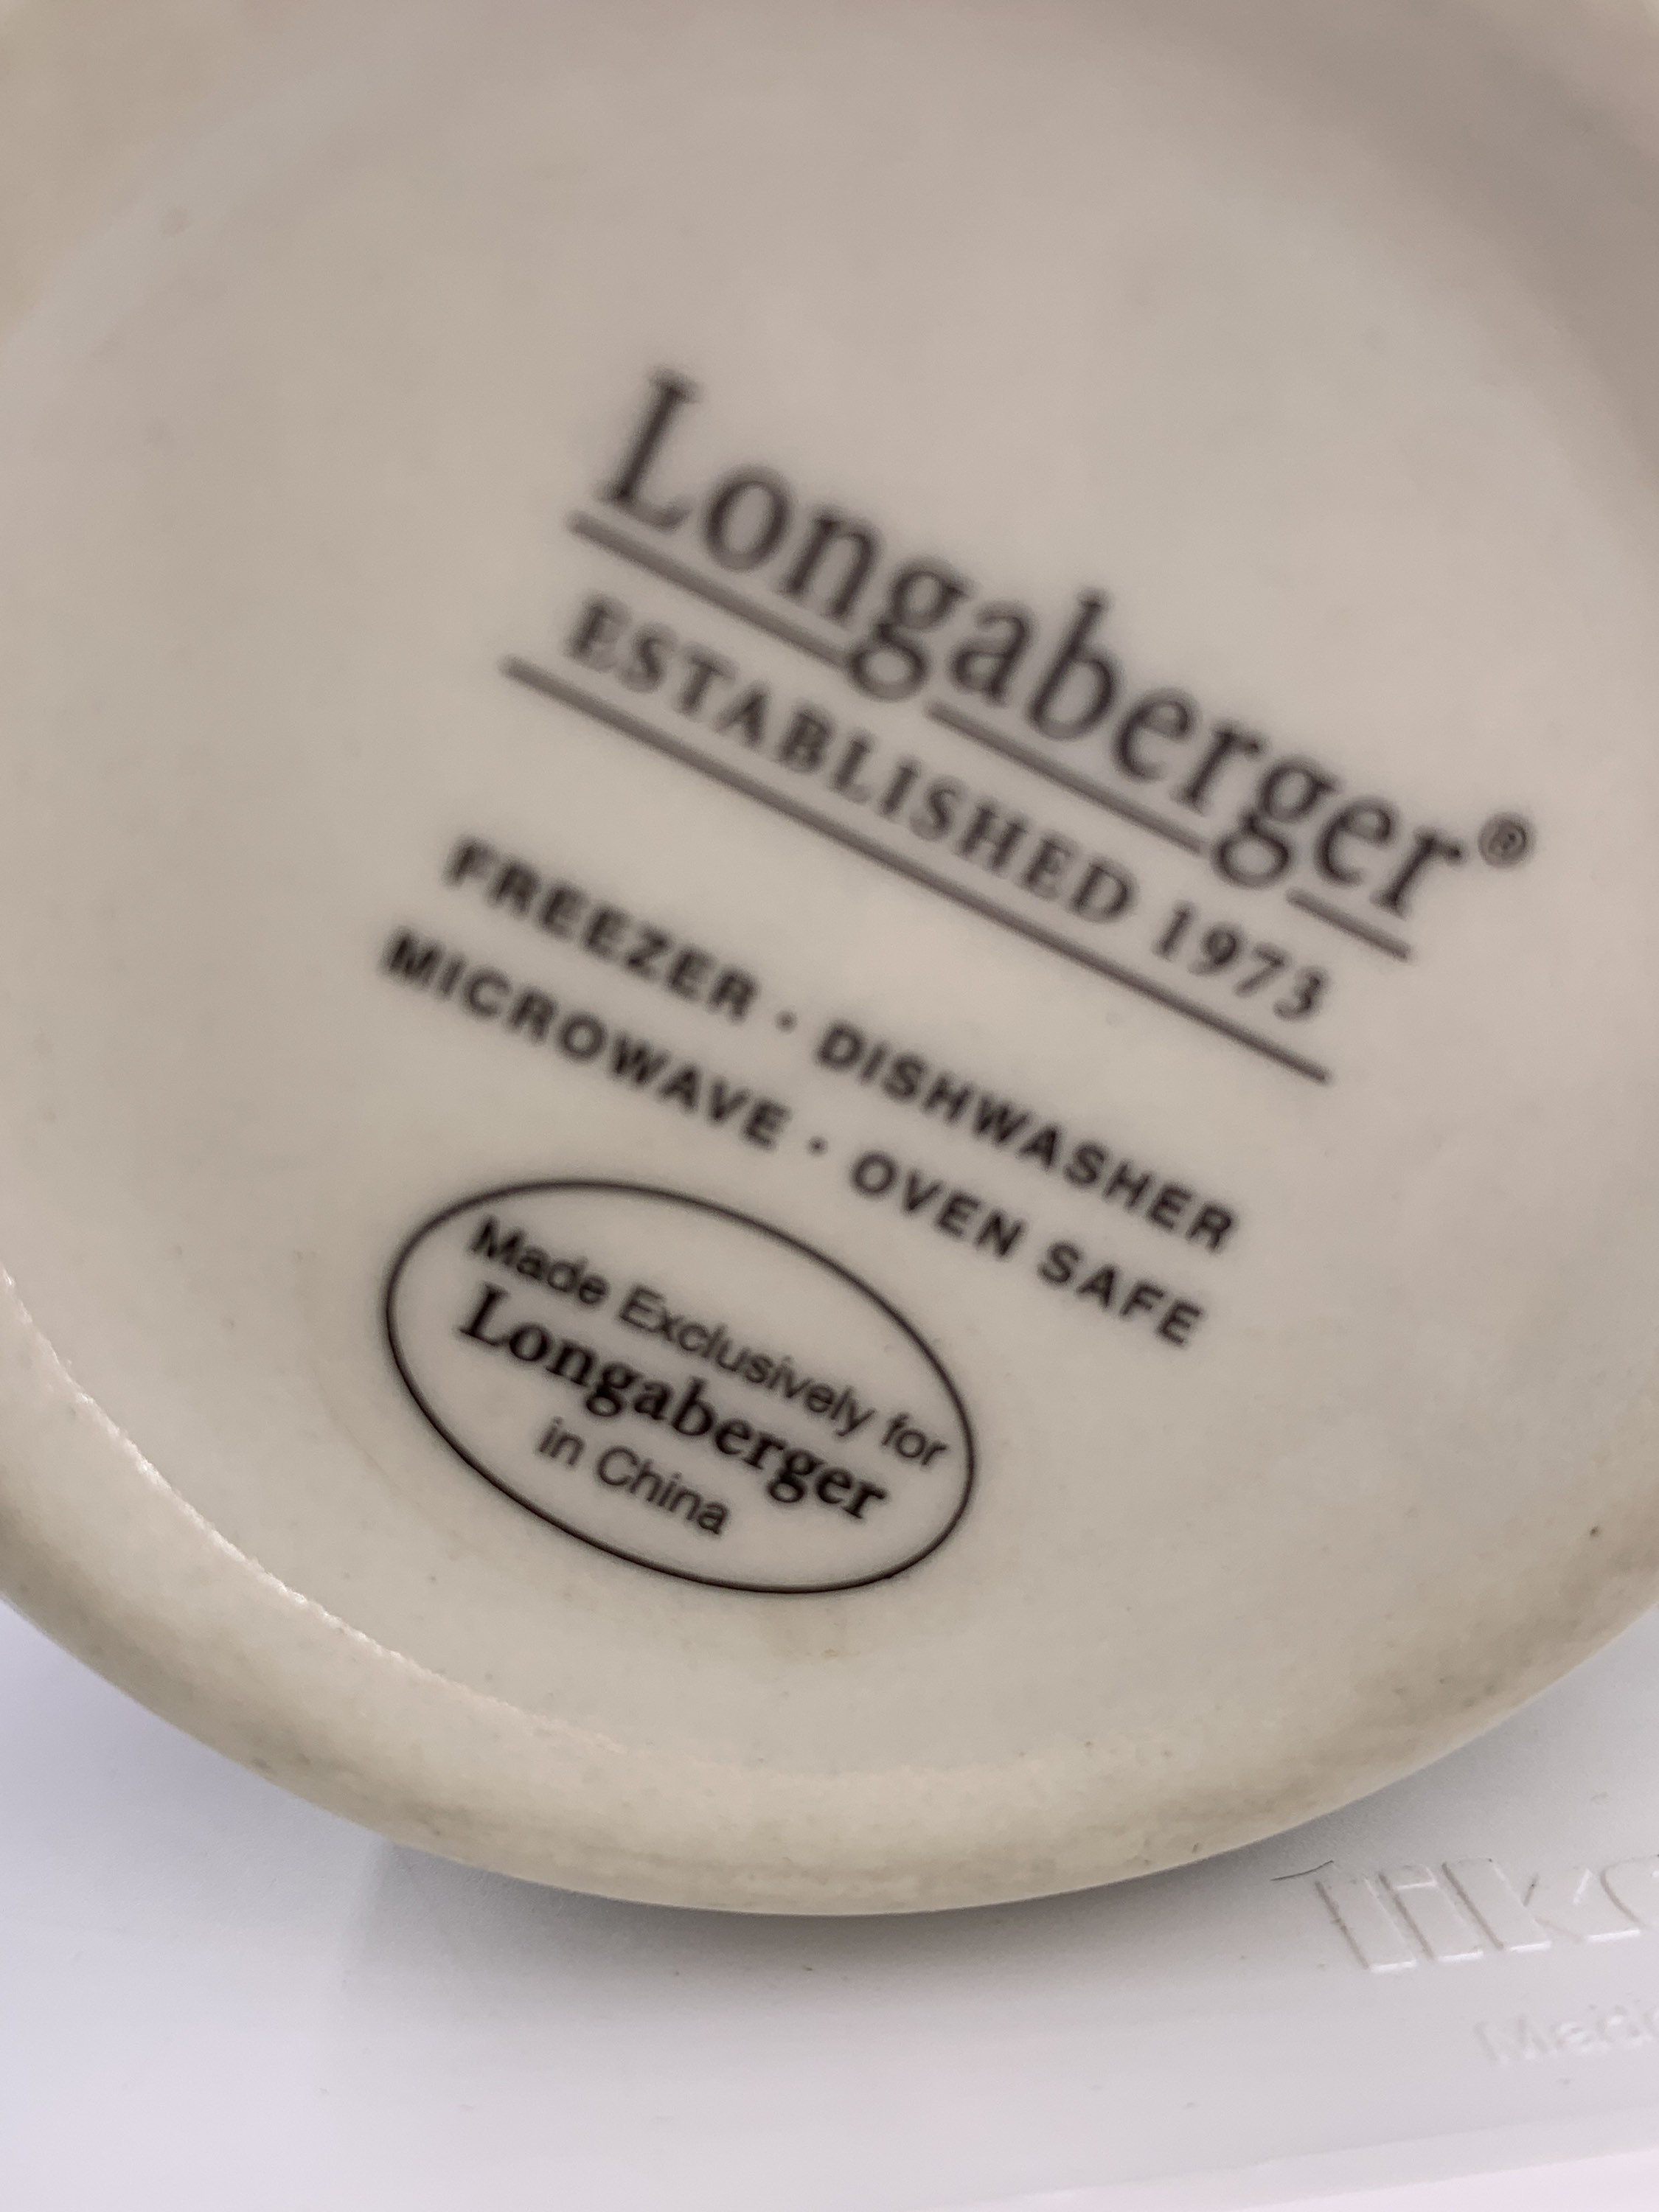 Longaberger®
ESTABLISHED 1973
FREEZER · DISHWASHER
MICROWAVE · OVEN SAFE
Made Exclusively for
Longaberger
in China